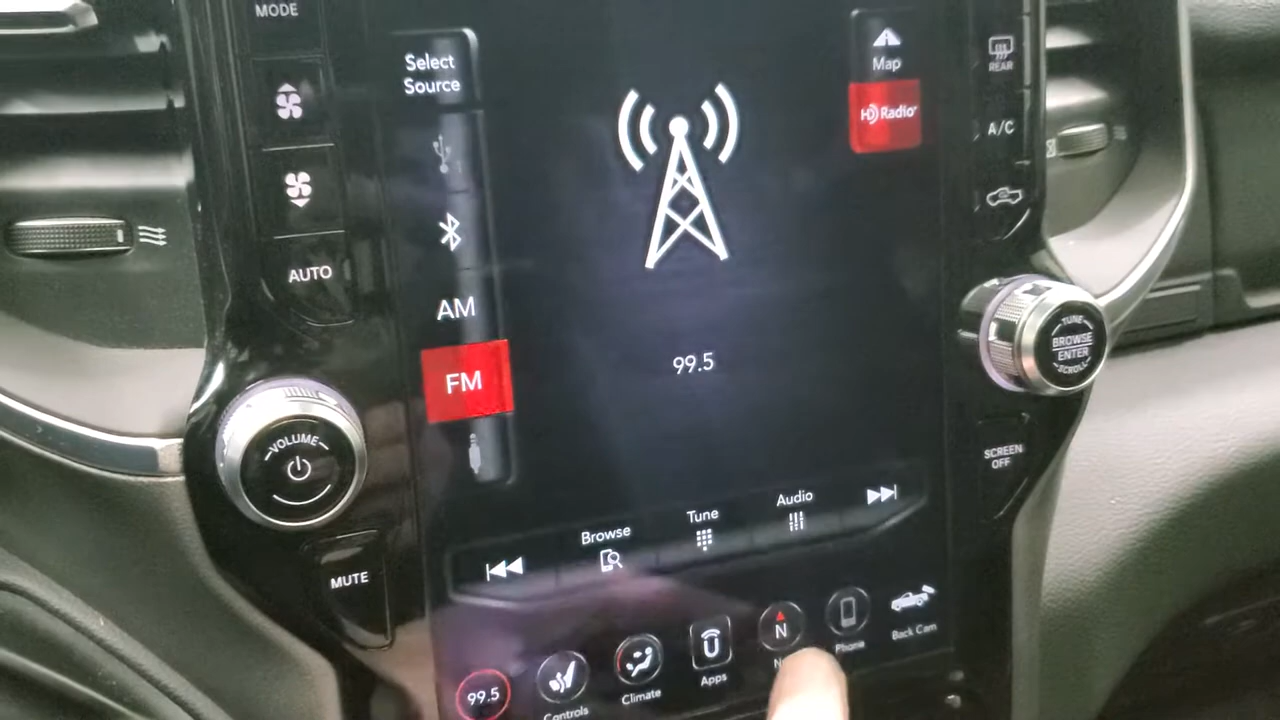 MODE
Select
Source
Map
REAR
HD Radio
A/C
AUTO
AM
TUNE
BROWSE
ENTER
SCROLL
99.5
FM
VOLUME
SCREEN
OFF
Audio
Tune
Browse
MUTE
N
Back Cam
Phone
Apps
Climate
99.5
Controls